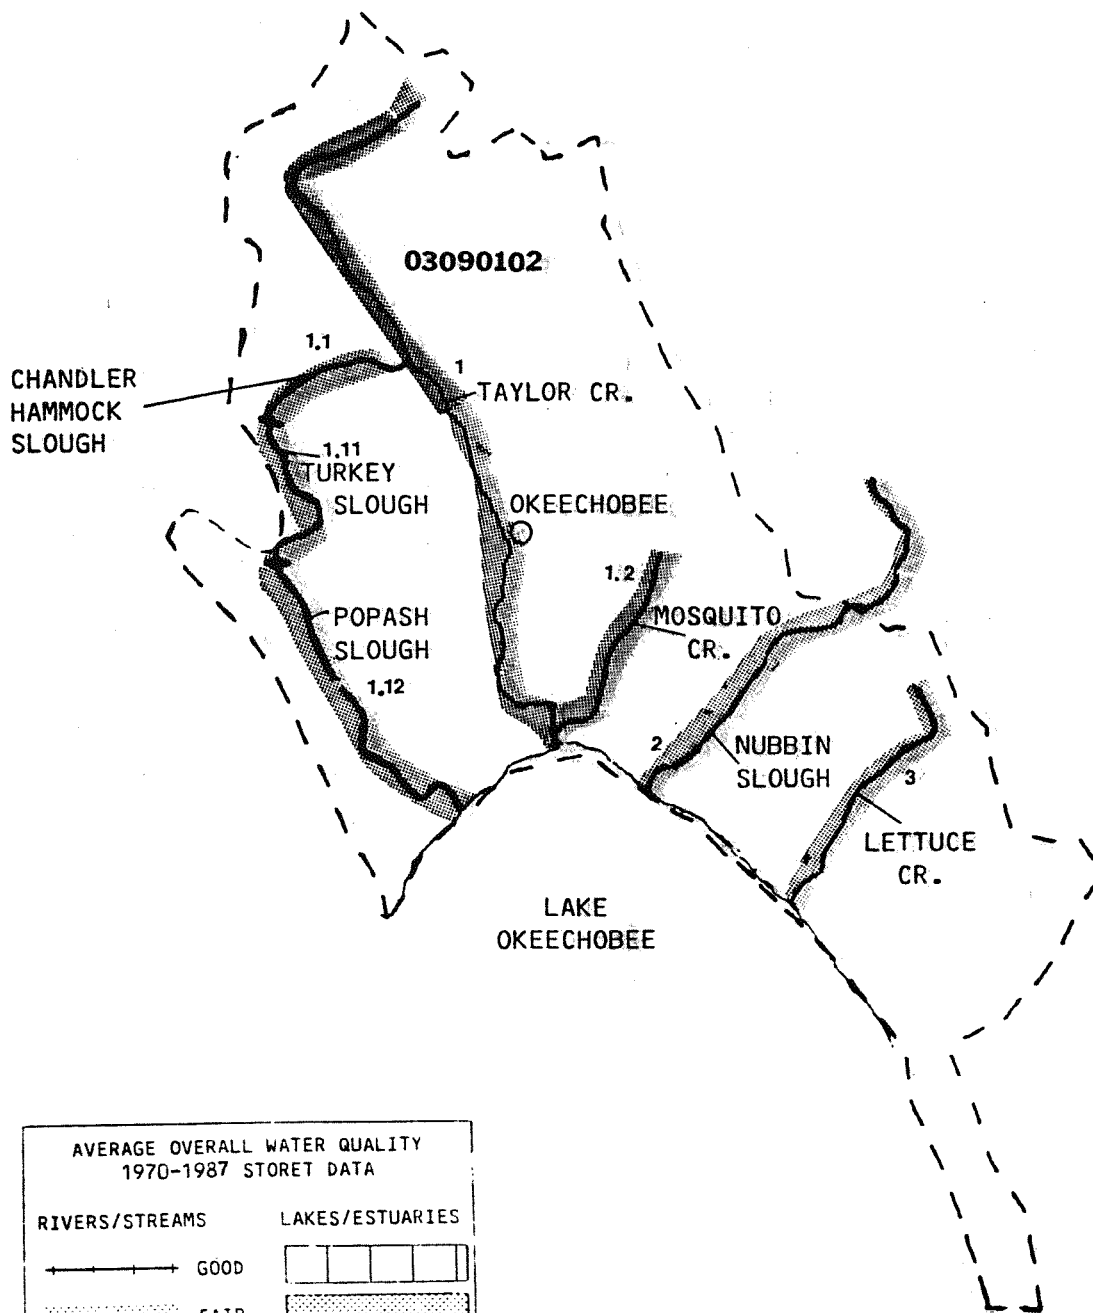 03090102
1.1
1
CHANDLER
HAMMOCK
SLOUGH
TAYLOR CR.
1.11
TURKEY
SLOUGH
OKEECHOBEE
1.2
MOSQUITO
CR.
POPASH
SLOUGH
1.12
2
NUBBIN
SLOUGH
3
LETTUCE
CR.
LAKE
OKEECHOBEE
AVERAGE OVERALL WATER QUALITY
1970-1987 STORET DATA
RIVERS/STREAMS LAKES/ESTUARIES
GOOD
FAIR